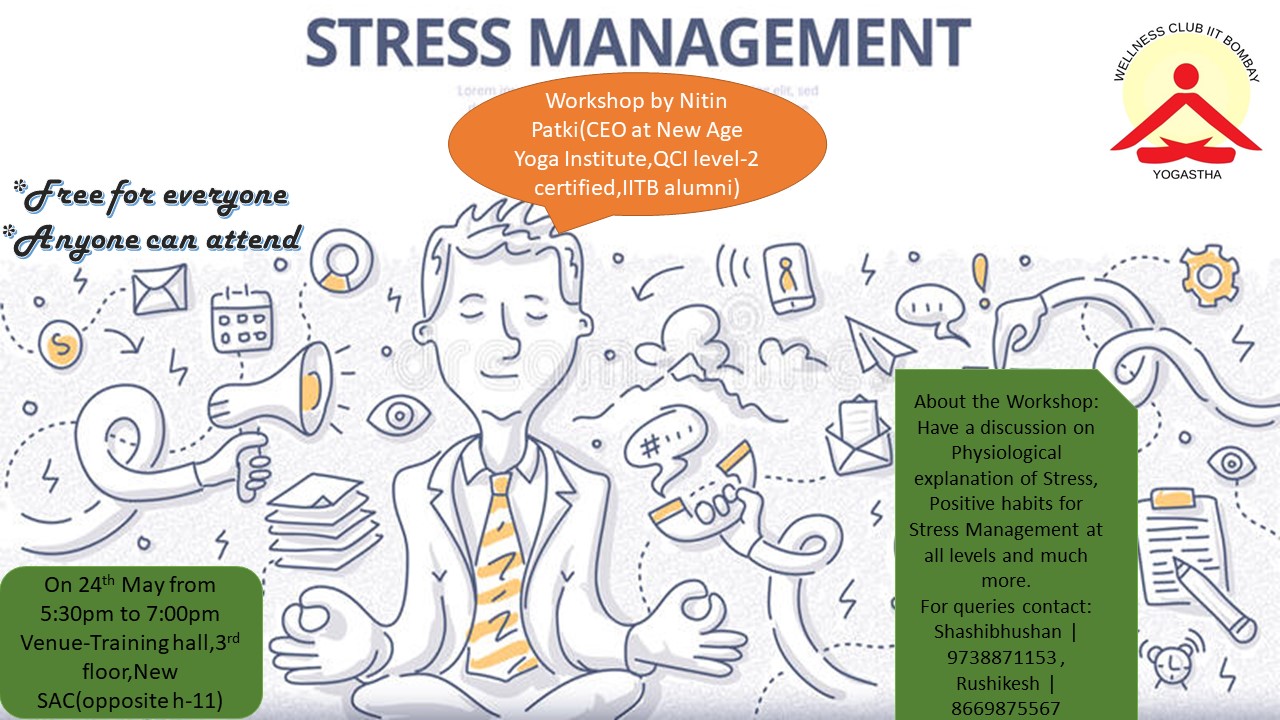 STRESS MANAGEMENT
WELLNESS CLUB IIT BOMBAY
YOGASTHA
Lorem
elit, sed
Workshop by Nitin
Patki(CEO at New Age
Yoga Institute,QCI level-2
certified,IITB alumni)
*Free for everyone
*Anyone can attend
dreamstime
About the Workshop:
Have a discussion on
Physiological
explanation of Stress,
Positive habits for
Stress Management at
all levels and much
more.
For queries contact:
Shashibhushan |
9738871153 ,
Rushikesh |
8669875567
On 24th May from
5:30pm to 7:00pm
Venue-Training hall,3rd
floor,New
SAC(opposite h-11)